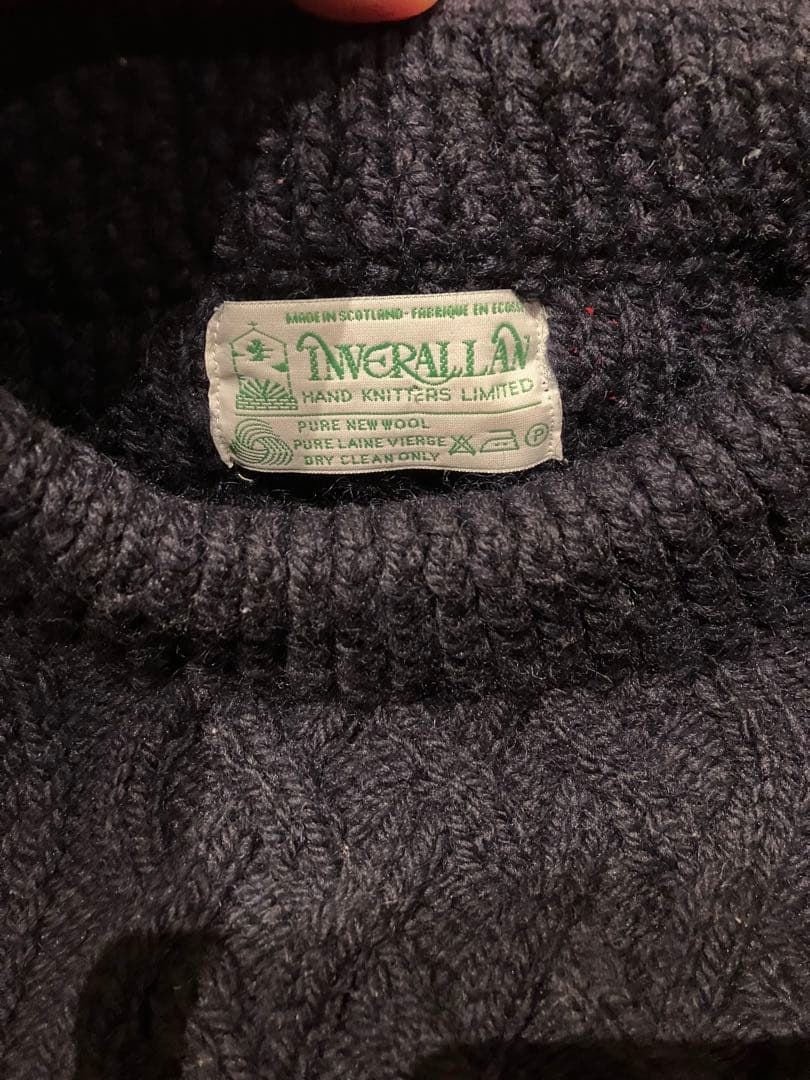 MADE IN SCOTLAND - FABRIQUE EN ECOSSE
INVERALLAN
HAND KNITTERS LIMITED
PURE NEW WOOL
PURE LAINE VIERGE
P
DRY CLEAN ONLY